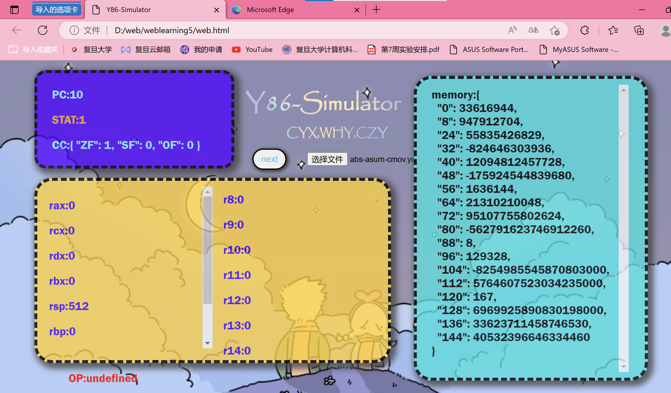 导入的选项卡
Y86-Simulator
Microsoft Edge
文件
D:/web/weblearning5/web.html
导入收藏夹
复旦大学
复旦云邮箱
我的申请
YouTube
复旦大学计算机科...
第7周实验安排.pdf
ASUS Software Port...
MyASUS Software -...
PC:10
STAT:1
CC:{ "ZF": 1, "SF": 0, "OF": 0 }
Y86-Simulator
CYX.WHY.CZY
next
选择文件 abs-asum-cmov.yo
rax:0
rcx:0
rdx:0
rbx:0
rsp:512
rbp:0
r8:0
r9:0
r10:0
r11:0
r12:0
r13:0
r14:0
OP:undefined
memory:{
"0": 33616944,
"8": 947912704,
"24": 55835426829,
"32": -824646303936,
"40": 12094812457728,
"48": -175924544839680,
"56": 1636144,
"64": 21310210048,
"72": 95107755802624,
"80": -562791623746912260,
"88": 8,
"96": 129328,
"104": -8254985545870803000,
"112": 5764607523034235000,
"120": 167,
"128": 6969925890830198000,
"136": 33623711458746530,
"144": 40532396646334460
}